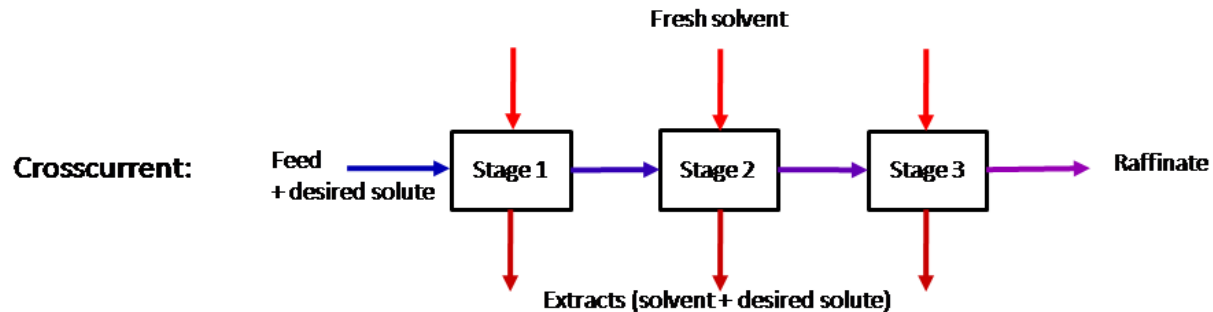 Fresh solvent
Crosscurrent:
Feed
+ desired solute
Stage 1
Stage 2
Stage 3
Raffinate
Extracts (solvent + desired solute)